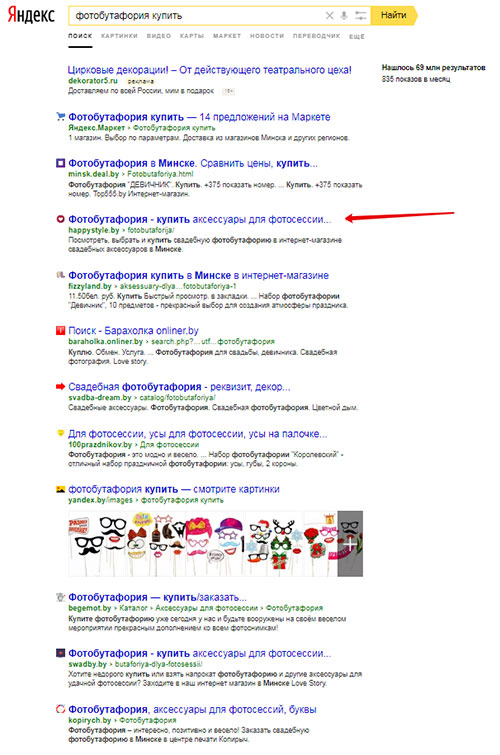 Яндекс
фотобутафория купить
Найти
ПОИСК КАРТИНКИ ВИДЕО КАРТЫ МАРКЕТ НОВОСТИ ПЕРЕВОДЧИК ЕЩЁ
Нашлось 69 млн результатов
835 показов в месяц
Цирковые декорации! – От действующего театрального цеха!
dekorator5.ru реклама
Доставляем по всей России, мим в подарок 18+
Фотобутафория купить — 14 предложений на Маркете
Яндекс.Маркет › Фотобутафория купить
1 магазин. Выбор по параметрам. Доставка из магазинов Минска и других регионов.
Фотобутафория в Минске. Сравнить цены, купить...
minsk.deal.by › Fotobutaforiya.html
Фотобутафория "ДЕВИЧНИК". Купить. +375 показать номер. ... Купить. +375 показать
номер. Top555.by Интернет-магазин.
Фотобутафория - купить аксессуары для фотосессии...
happystyle.by › fotobutaforija/
Посмотреть, выбрать и купить свадебную фотобутафорию в интернет-магазине
свадебных аксессуаров в Минске.
Фотобутафория купить в Минске в интернет-магазине
fizzyland.by › aksessuary-dlya…fotobutaforiya-1
11.50бел. руб. Купить Быстрый просмотр. в закладки. ... Набор фотобутафории
"Девичник", 10 предметов - прекрасный выбор для создания атмосферы праздника.
Поиск - Барахолка onliner.by
baraholka.onliner.by › search.php?…utf…фотобутафория
Куплю. Обмен. Услуга. ... Фотобутафория для свадьбы, девичника. Свадебная
фотография. Love story.
Свадебная фотобутафория - реквизит, декор...
svadba-dream.by › catalog/fotobutaforiya/
Свадебные аксессуары. Фотобутафория. Свадебная фотобутафория. Цветной дым.
Для фотосессии, усы для фотосессии, усы на палочке...
100prazdnikov.by › Для фотосессии
Фотобутафория - это модно и весело. ... Набор фотобутафории "Королевский" -
отличный набор праздничной фотобутафории: усы, губы, 2 короны.
фотобутафория купить — смотрите картинки
yandex.by/images › фотобутафория купить
Фотобутафория — купить/заказать...
begemot.by › Каталог › Аксессуары для фотосессии › Фотобутафория
Купите фотобутафорию уже сегодня у нас и будьте вооружены на своём веселом
мероприятии прекрасным дополнением ко всем фотоснимкам!
Фотобутафория - купить аксессуары для фотосессии...
swadby.by › butaforiya-dlya-fotosessii/
Хотите недорого купить или взять напрокат фотобутафорию и другие аксессуары для
удачной фотосессии? Заходите в наш интернет магазин в Минске Love Story.
Фотобутафория, аксессуары для фотосессий, буквы
kopirych.by › Фотобутафория
Фотобутафория – интересно, позитивно и весело! Заказать свадебную
фотобутафорию в Минске в центре печати Копирыч.